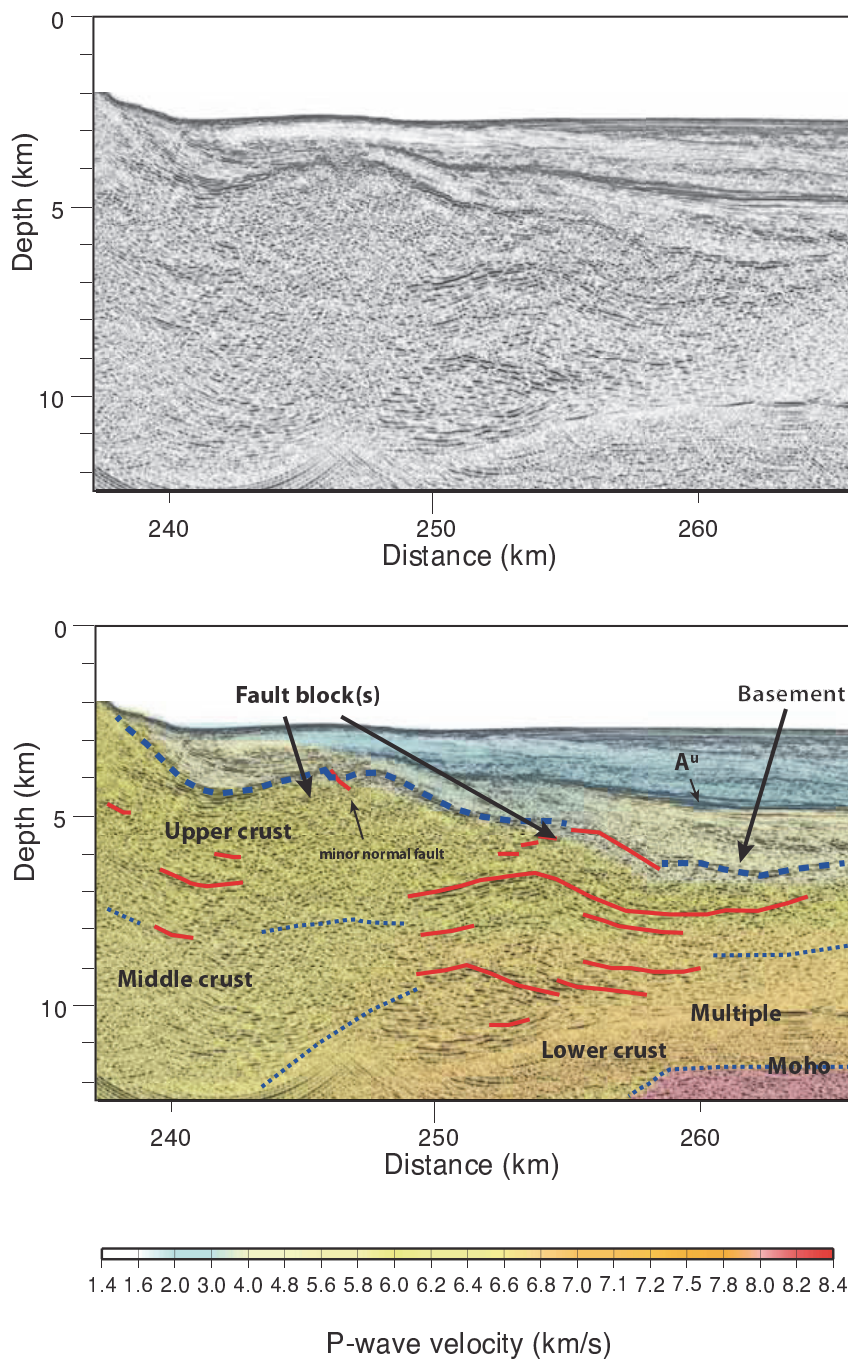 0
5
10
Depth (km)
240 250 260
Distance (km)
0
5
10
Depth (km)
Fault block(s)
Basement
Aᵘ
Upper crust
minor normal fault
Middle crust
Multiple
Lower crust
Moho
240 250 260
Distance (km)
1.4 1.6 2.0 3.0 4.0 4.8 5.6 5.8 6.0 6.2 6.4 6.6 6.8 7.0 7.1 7.2 7.5 7.8 8.0 8.2 8.4
P-wave velocity (km/s)